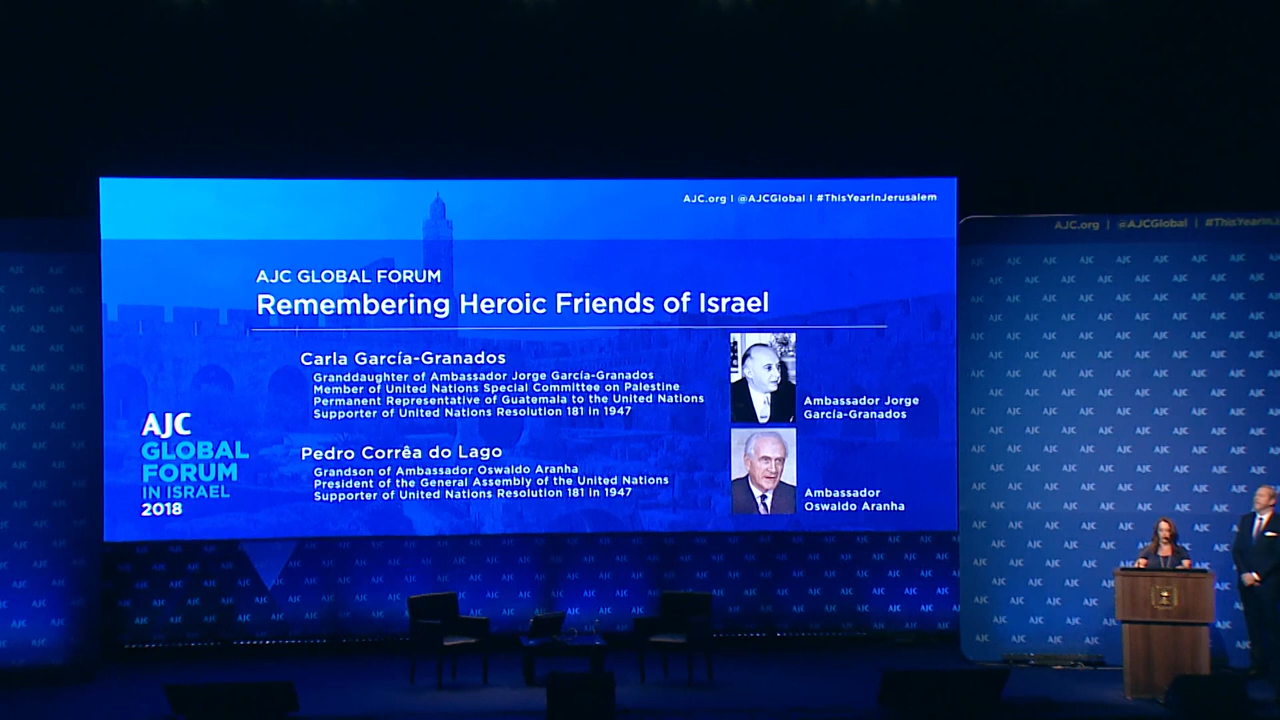 AJC.org | @AJCGlobal | #ThisYearInJerusalem
AJC GLOBAL FORUM
Remembering Heroic Friends of Israel
Carla García-Granados
Granddaughter of Ambassador Jorge García-Granados
Member of United Nations Special Committee on Palestine
Permanent Representative of Guatemala to the United Nations
Supporter of United Nations Resolution 181 in 1947
Ambassador Jorge
García-Granados
Pedro Corrêa do Lago
Grandson of Ambassador Oswaldo Aranha
President of the General Assembly of the United Nations
Supporter of United Nations Resolution 181 in 1947
Ambassador
Oswaldo Aranha
AJC
GLOBAL
FORUM
IN ISRAEL
2018
AJC.org | @AJCGlobal | #ThisYearInJ
AJC